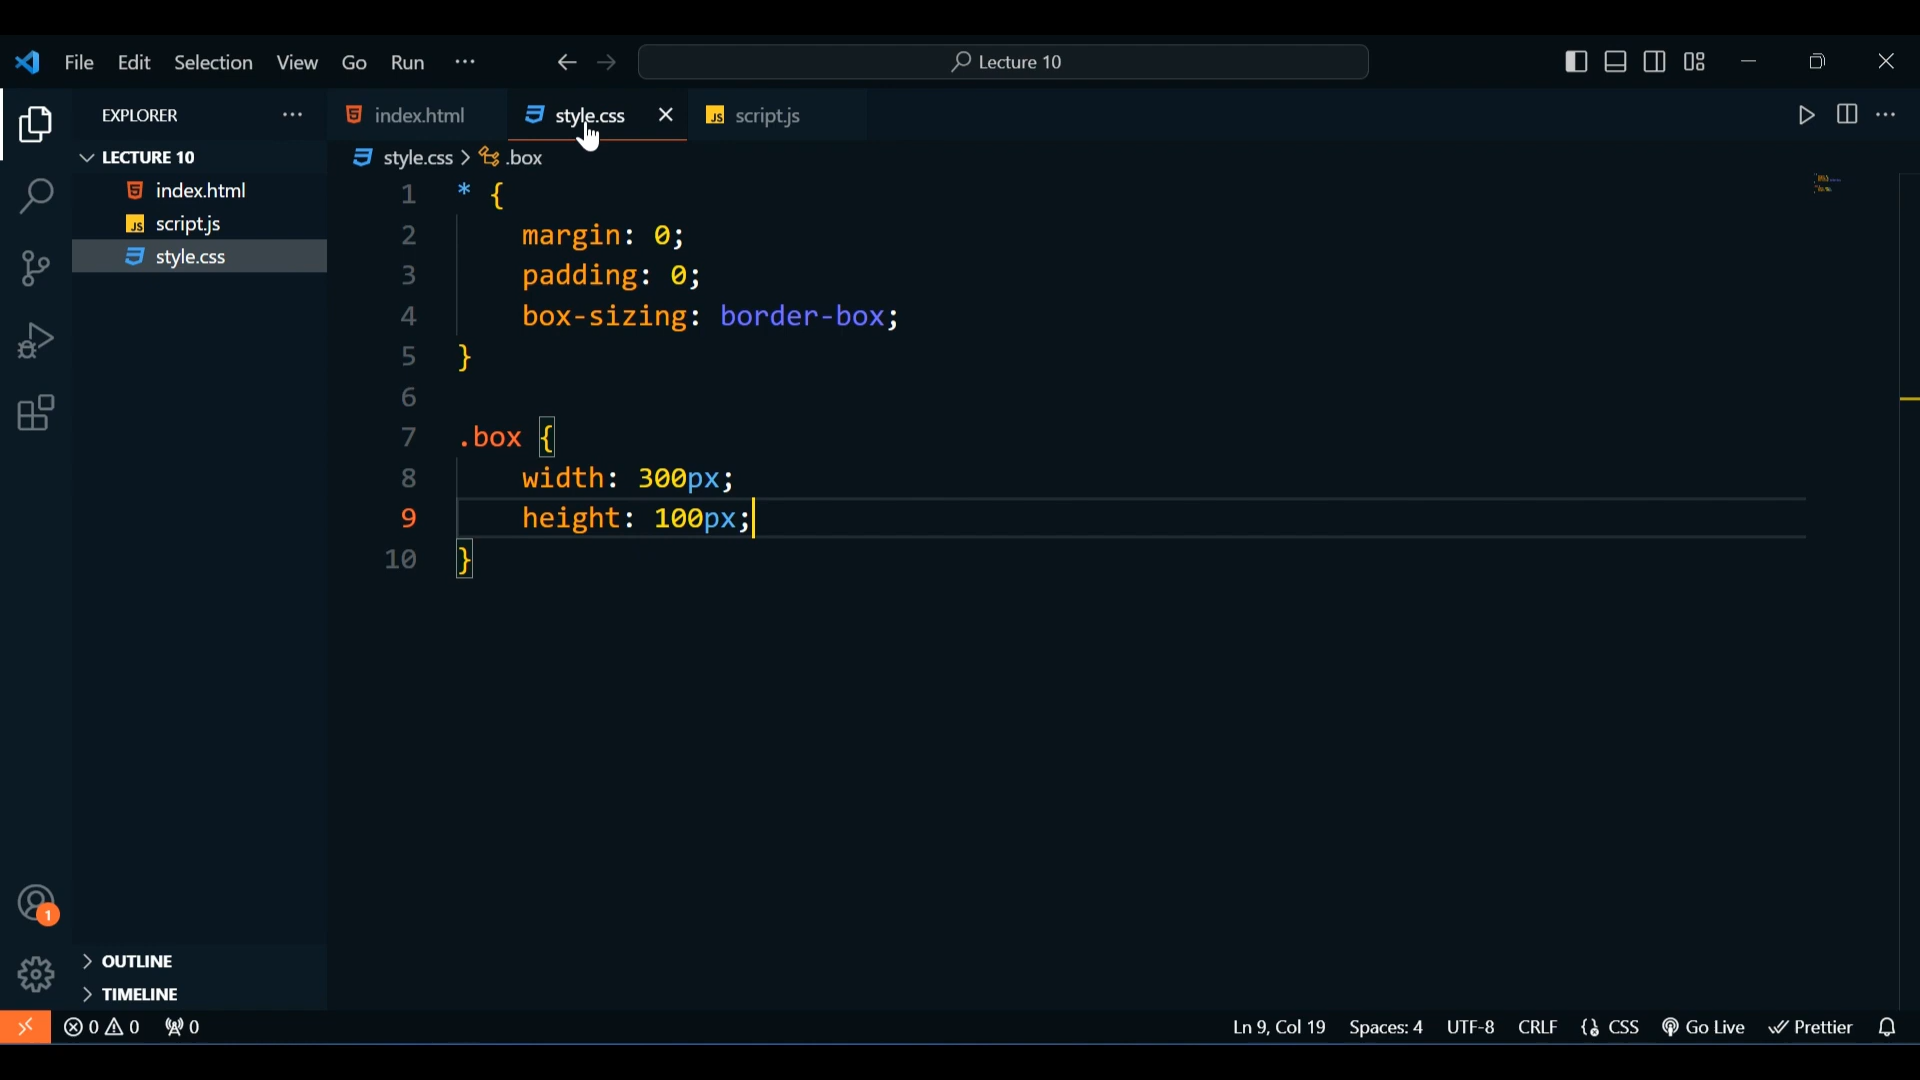 File Edit Selection View Go Run ··· Lecture 10
EXPLORER ··· index.html style.css script.js
LECTURE 10
index.html
script.js
style.css
style.css > .box
1 * {
2 margin: 0;
3 padding: 0;
4 box-sizing: border-box;
5 }
6
7 .box {
8 width: 300px;
9 height: 100px;
10 }
1
OUTLINE
TIMELINE
0 0 0 Ln 9, Col 19 Spaces: 4 UTF-8 CRLF CSS Go Live Prettier